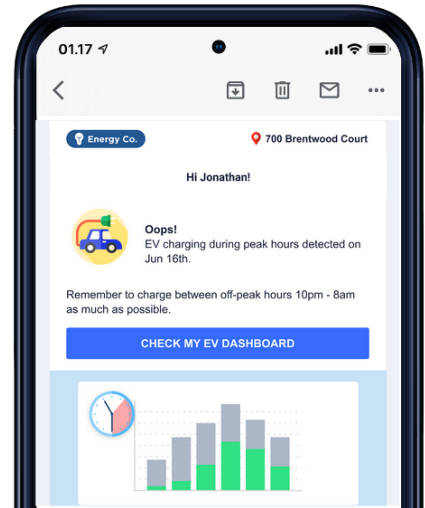 01.17
Energy Co.
700 Brentwood Court
Hi Jonathan!
Oops!
EV charging during peak hours detected on
Jun 16th.
Remember to charge between off-peak hours 10pm - 8am
as much as possible.
CHECK MY EV DASHBOARD